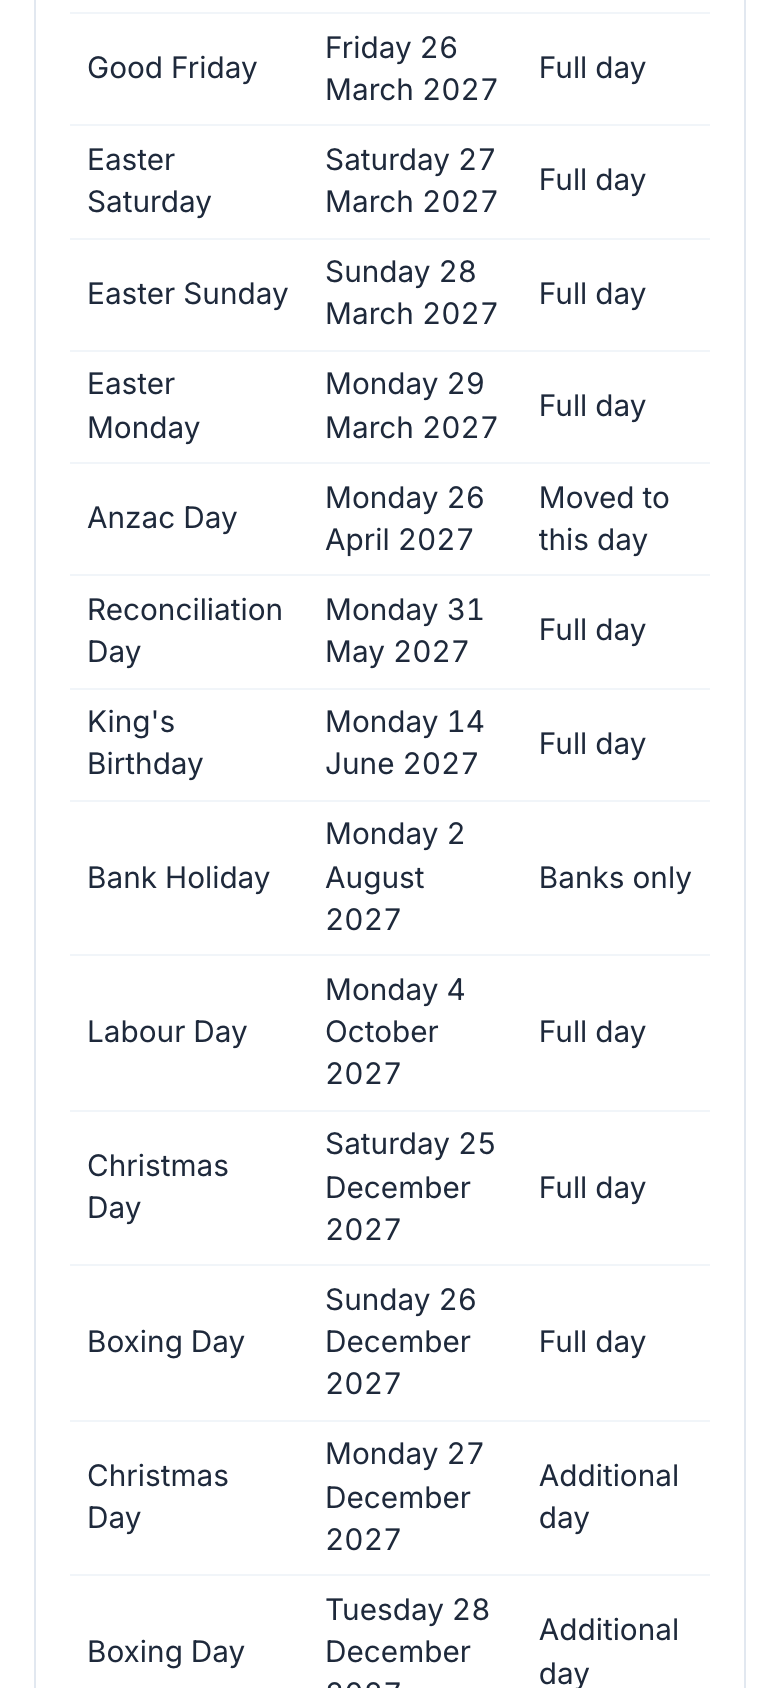 Good Friday
Friday 26
March 2027
Full day
Easter
Saturday
Saturday 27
March 2027
Full day
Easter Sunday
Sunday 28
March 2027
Full day
Easter
Monday
Monday 29
March 2027
Full day
Anzac Day
Monday 26
April 2027
Moved to
this day
Reconciliation
Day
Monday 31
May 2027
Full day
King's
Birthday
Monday 14
June 2027
Full day
Bank Holiday
Monday 2
August
2027
Banks only
Labour Day
Monday 4
October
2027
Full day
Christmas
Day
Saturday 25
December
2027
Full day
Boxing Day
Sunday 26
December
2027
Full day
Christmas
Day
Monday 27
December
2027
Additional
day
Boxing Day
Tuesday 28
December
2027
Additional
day